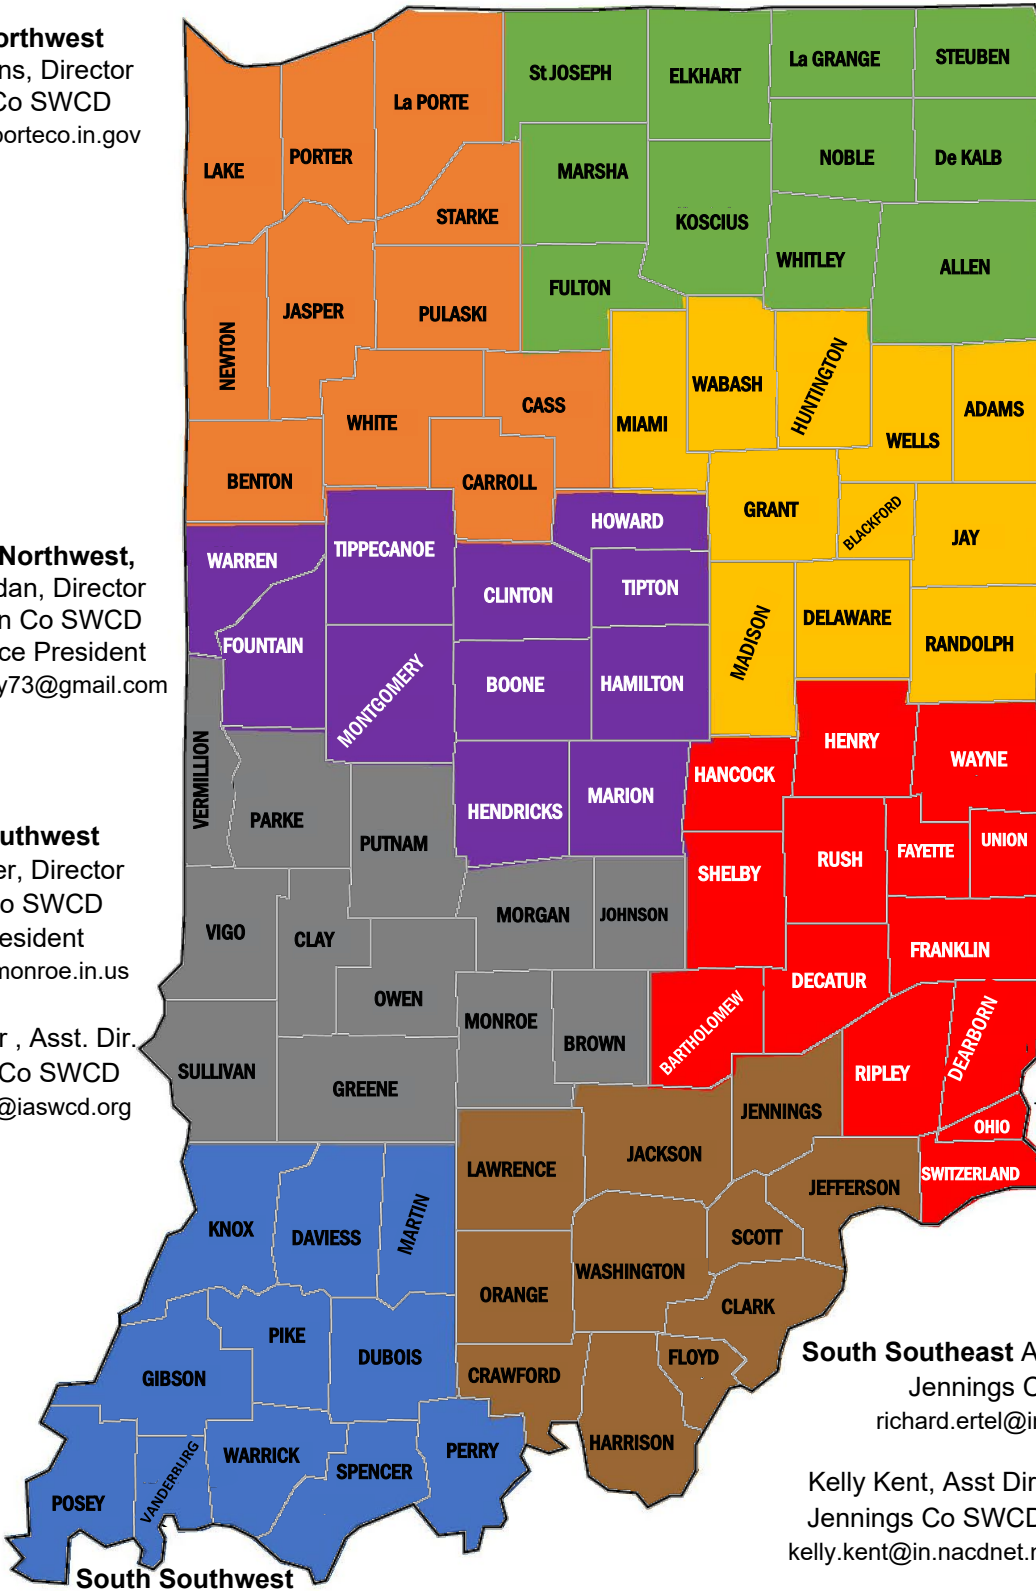 orthwest
ns, Director
Co SWCD
porteco.in.gov
St JOSEPH
ELKHART
La GRANGE
STEUBEN
La PORTE
LAKE
PORTER
MARSHA
NOBLE
De KALB
STARKE
KOSCIUS
WHITLEY
ALLEN
FULTON
NEWTON
JASPER
PULASKI
WABASH
HUNTINGTON
WHITE
CASS
MIAMI
ADAMS
WELLS
BENTON
CARROLL
GRANT
BLACKFORD
JAY
Northwest,
dan, Director
n Co SWCD
ce President
y73@gmail.com
WARREN
TIPPECANOE
HOWARD
CLINTON
TIPTON
FOUNTAIN
MADISON
DELAWARE
RANDOLPH
MONTGOMERY
BOONE
HAMILTON
HENRY
WAYNE
VERMILLION
PARKE
HENDRICKS
MARION
HANCOCK
PUTNAM
SHELBY
RUSH
FAYETTE
UNION
uthwest
er, Director
o SWCD
esident
monroe.in.us
VIGO
CLAY
MORGAN
JOHNSON
FRANKLIN
OWEN
MONROE
BROWN
BARTHOLOMEW
DECATUR
DEARBORN
r , Asst. Dir.
Co SWCD
@iaswcd.org
SULLIVAN
GREENE
RIPLEY
OHIO
JENNINGS
JACKSON
LAWRENCE
JEFFERSON
SWITZERLAND
KNOX
DAVIESS
MARTIN
SCOTT
WASHINGTON
ORANGE
CLARK
PIKE
DUBOIS
GIBSON
CRAWFORD
FLOYD
HARRISON
PERRY
WARRICK
SPENCER
VANDERBURG
POSEY
South Southeast A
Jennings C
richard.ertel@i
Kelly Kent, Asst Dir
Jennings Co SWCD
kelly.kent@in.nacdnet.
South Southwest